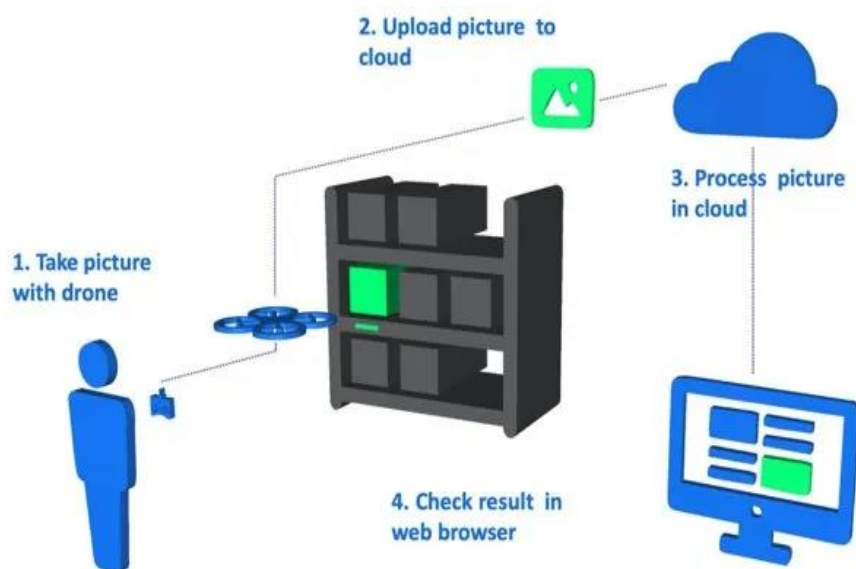 1. Take picture
with drone
2. Upload picture to
cloud
3. Process picture
in cloud
4. Check result in
web browser